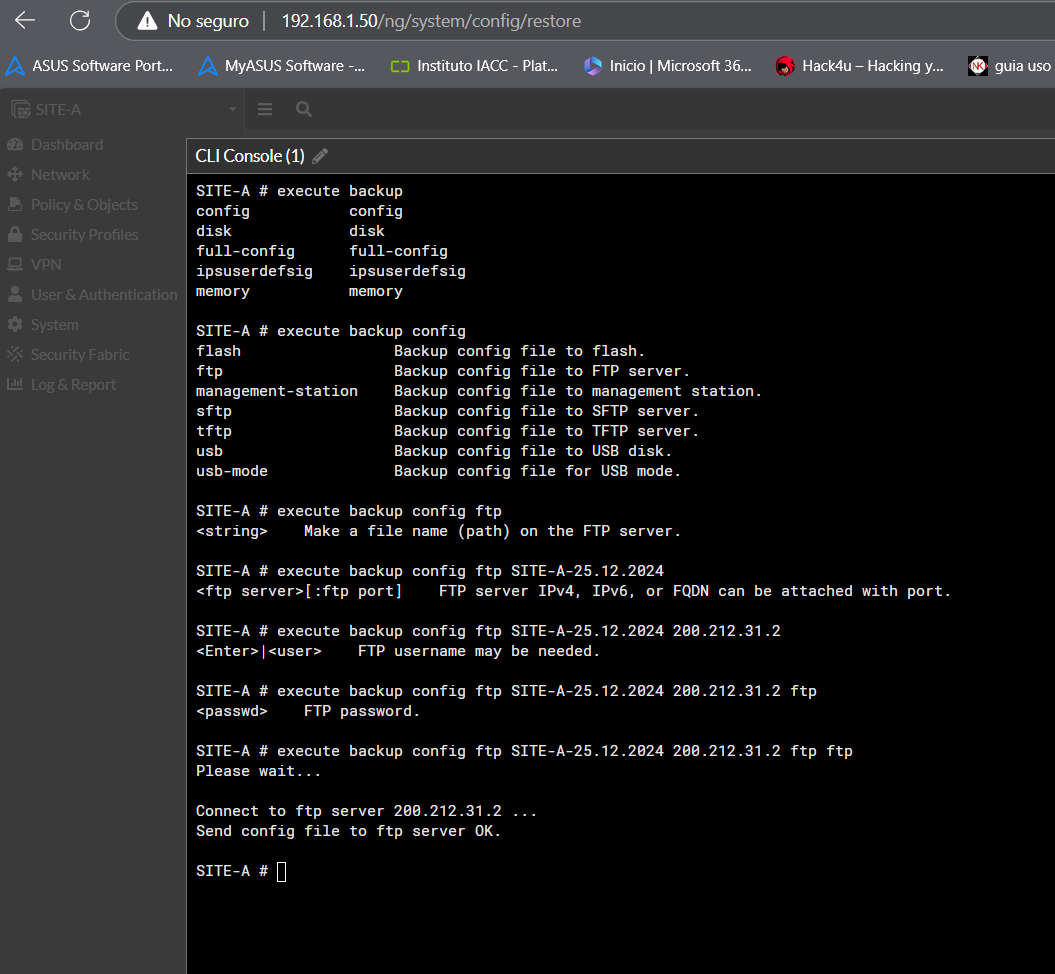 No seguro 192.168.1.50/ng/system/config/restore
ASUS Software Port... MyASUS Software -... Instituto IACC - Plat... Inicio | Microsoft 36... Hack4u – Hacking y... NK guia uso
SITE-A
Dashboard
Network
Policy & Objects
Security Profiles
VPN
User & Authentication
System
Security Fabric
Log & Report
CLI Console (1)
SITE-A # execute backup
config config
disk disk
full-config full-config
ipsuserdefsig ipsuserdefsig
memory memory
SITE-A # execute backup config
flash Backup config file to flash.
ftp Backup config file to FTP server.
management-station Backup config file to management station.
sftp Backup config file to SFTP server.
tftp Backup config file to TFTP server.
usb Backup config file to USB disk.
usb-mode Backup config file for USB mode.
SITE-A # execute backup config ftp
<string> Make a file name (path) on the FTP server.
SITE-A # execute backup config ftp SITE-A-25.12.2024
<ftp server>[:ftp port] FTP server IPv4, IPv6, or FQDN can be attached with port.
SITE-A # execute backup config ftp SITE-A-25.12.2024 200.212.31.2
<Enter>|<user> FTP username may be needed.
SITE-A # execute backup config ftp SITE-A-25.12.2024 200.212.31.2 ftp
<passwd> FTP password.
SITE-A # execute backup config ftp SITE-A-25.12.2024 200.212.31.2 ftp ftp
Please wait...
Connect to ftp server 200.212.31.2 ...
Send config file to ftp server OK.
SITE-A #